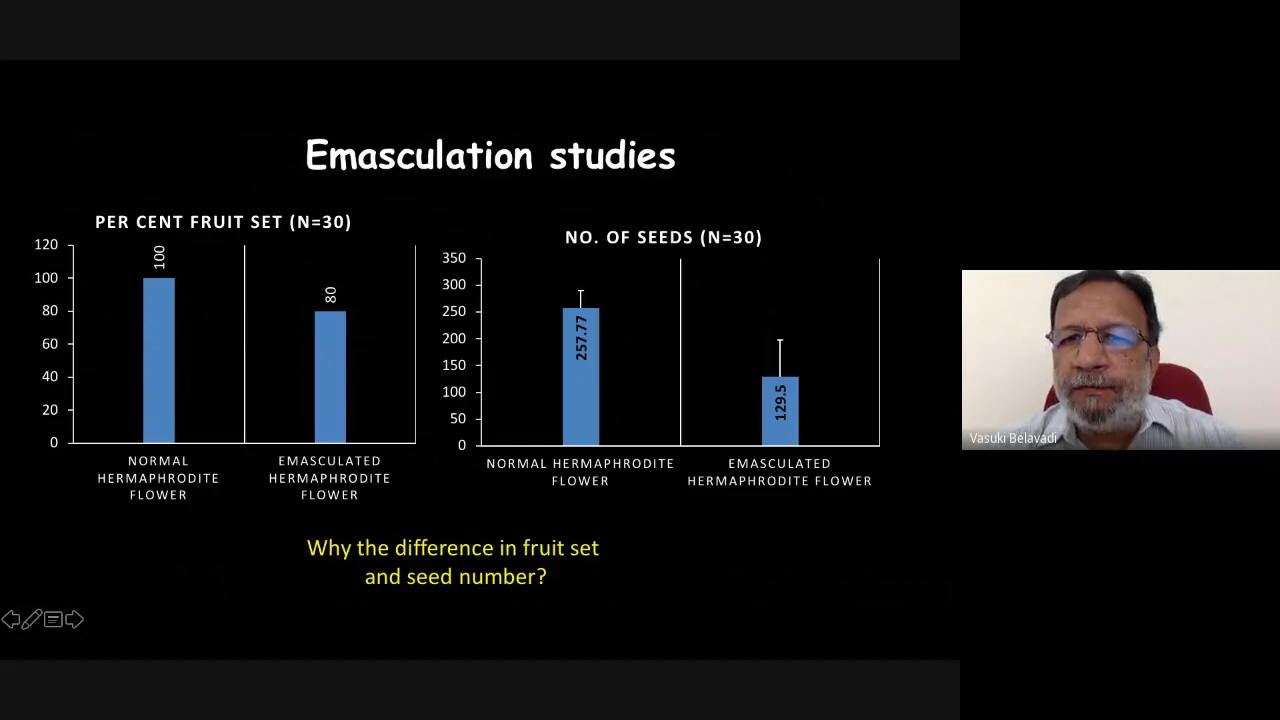 Emasculation studies
PER CENT FRUIT SET (N=30)
120
100
80
60
40
20
0
100
80
NORMAL
HERMAPHRODITE
FLOWER
EMASCULATED
HERMAPHRODITE
FLOWER
NO. OF SEEDS (N=30)
350
300
250
200
150
100
50
0
257.77
129.5
NORMAL HERMAPHRODITE
FLOWER
EMASCULATED
HERMAPHRODITE FLOWER
Why the difference in fruit set
and seed number?
Vasuki Belavadi